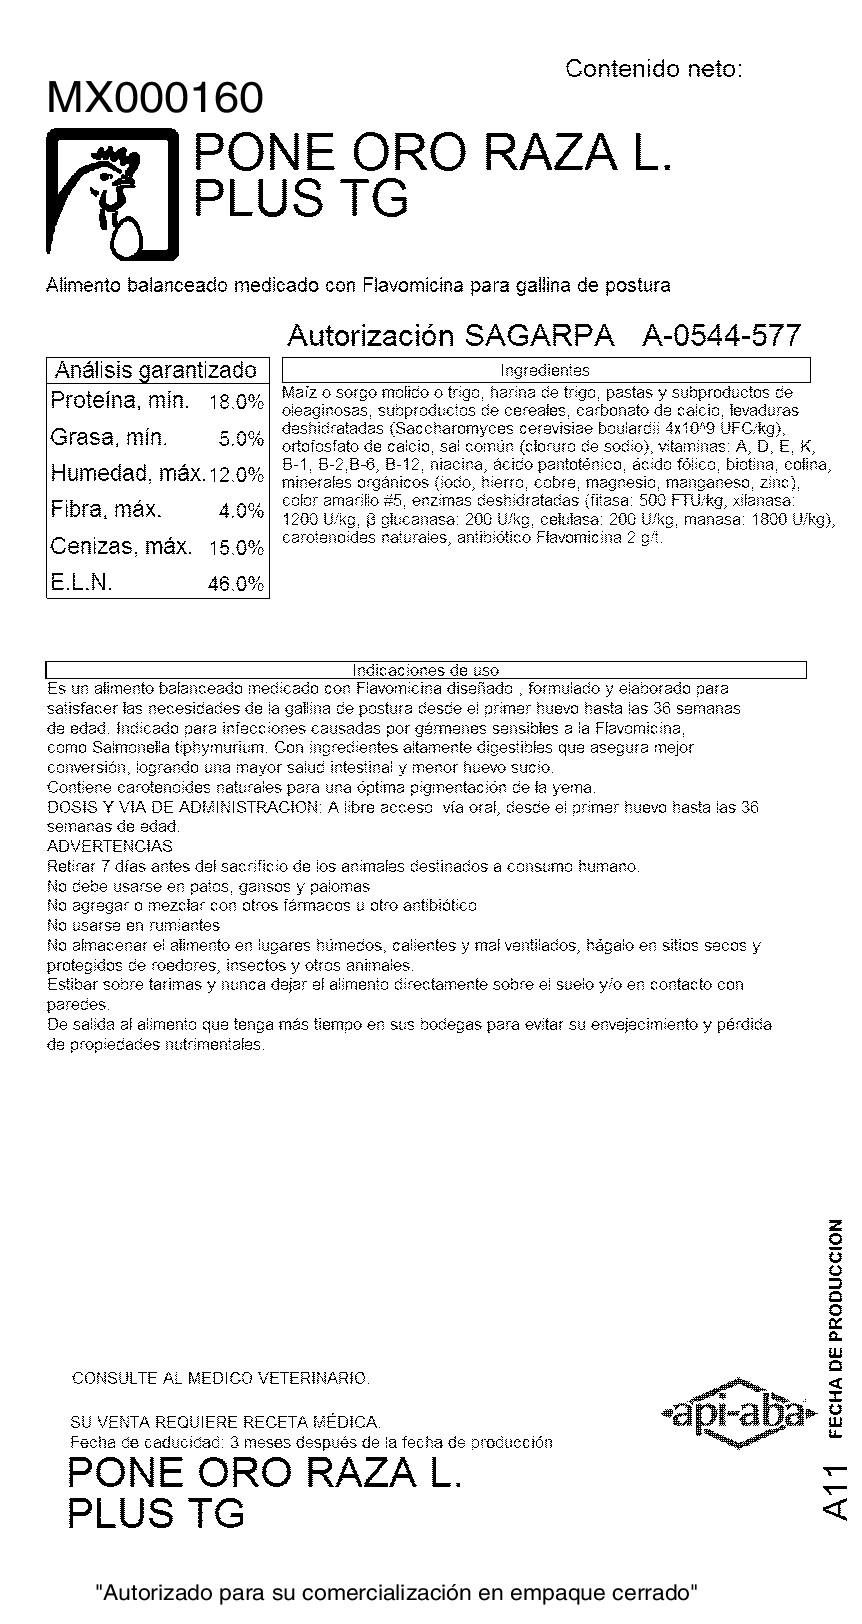 Contenido neto:
MX000160
PONE ORO RAZA L.
PLUS TG
Alimento balanceado medicado con Flavomicina para gallina de postura
Autorización SAGARPA A-0544-577
Análisis garantizado
Proteína, mín. 18.0%
Grasa, mín. 5.0%
Humedad, máx. 12.0%
Fibra, máx. 4.0%
Cenizas, máx. 15.0%
E.L.N. 46.0%
Ingredientes
Maíz o sorgo molido o trigo, harina de trigo, pastas y subproductos de
oleaginosas, subproductos de cereales, carbonato de calcio, levaduras
deshidratadas (Saccharomyces cerevisiae boulardii 4x10^9 UFC/kg),
ortofosfato de calcio, sal común (cloruro de sodio), vitaminas: A, D, E, K,
B-1, B-2,B-6, B-12, niacina, ácido pantoténico, ácido fólico, biotina, colina,
minerales orgánicos (iodo, hierro, cobre, magnesio, manganeso, zinc),
color amarillo #5, enzimas deshidratadas (fitasa: 500 FTU/kg, xilanasa:
1200 U/kg, β glucanasa: 200 U/kg, celulasa: 200 U/kg, manasa: 1800 U/kg),
carotenoides naturales, antibiótico Flavomicina 2 g/t.
Indicaciones de uso
Es un alimento balanceado medicado con Flavomicina diseñado , formulado y elaborado para
satisfacer las necesidades de la gallina de postura desde el primer huevo hasta las 36 semanas
de edad. Indicado para infecciones causadas por gérmenes sensibles a la Flavomicina,
como Salmonella tiphymurium. Con ingredientes altamente digestibles que asegura mejor
conversión, logrando una mayor salud intestinal y menor huevo sucio.
Contiene carotenoides naturales para una óptima pigmentación de la yema.
DOSIS Y VIA DE ADMINISTRACION: A libre acceso vía oral, desde el primer huevo hasta las 36
semanas de edad.
ADVERTENCIAS
Retirar 7 días antes del sacrificio de los animales destinados a consumo humano.
No debe usarse en patos, gansos y palomas
No agregar o mezclar con otros fármacos u otro antibiótico
No usarse en rumiantes
No almacenar el alimento en lugares húmedos, calientes y mal ventilados, hágalo en sitios secos y
protegidos de roedores, insectos y otros animales.
Estibar sobre tarimas y nunca dejar el alimento directamente sobre el suelo y/o en contacto con
paredes.
De salida al alimento que tenga más tiempo en sus bodegas para evitar su envejecimiento y pérdida
de propiedades nutrimentales.
FECHA DE PRODUCCION
A11
CONSULTE AL MEDICO VETERINARIO.
api-aba
SU VENTA REQUIERE RECETA MÉDICA.
Fecha de caducidad: 3 meses después de la fecha de producción
PONE ORO RAZA L.
PLUS TG
"Autorizado para su comercialización en empaque cerrado"